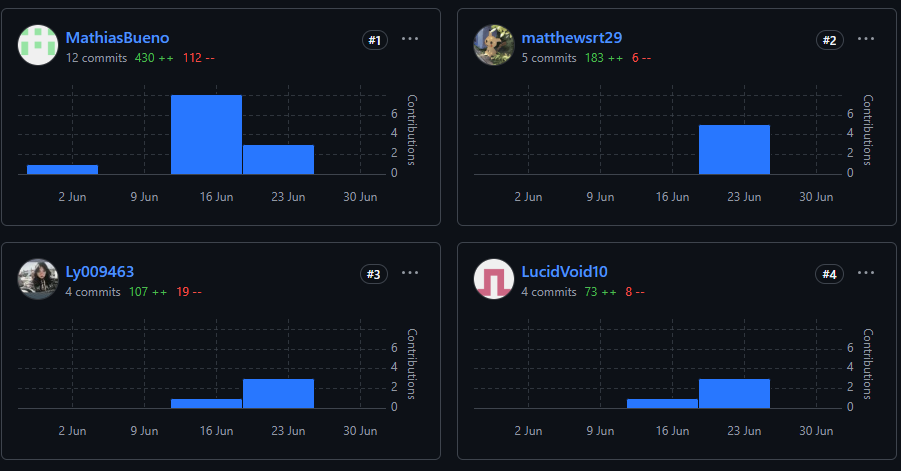 MathiasBueno
#1
12 commits 430 ++ 112 --
6
4
2
0
Contributions
2 Jun 9 Jun 16 Jun 23 Jun 30 Jun
matthewsrt29
#2
5 commits 183 ++ 6 --
6
4
2
0
Contributions
2 Jun 9 Jun 16 Jun 23 Jun 30 Jun
Ly009463
#3
4 commits 107 ++ 19 --
6
4
2
0
Contributions
2 Jun 9 Jun 16 Jun 23 Jun 30 Jun
LucidVoid10
#4
4 commits 73 ++ 8 --
6
4
2
0
Contributions
2 Jun 9 Jun 16 Jun 23 Jun 30 Jun